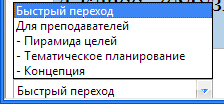 Быстрый переход
Для преподавателей
- Пирамида целей
- Тематическое планирование
- Концепция
Быстрый переход